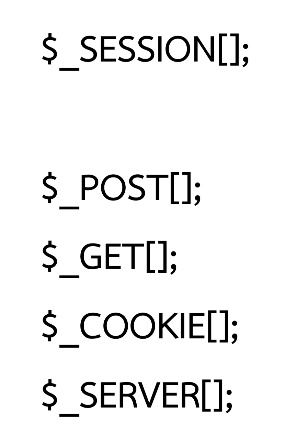 $_SESSION[];
$_POST[];
$_GET[];
$_COOKIE[];
$_SERVER[];